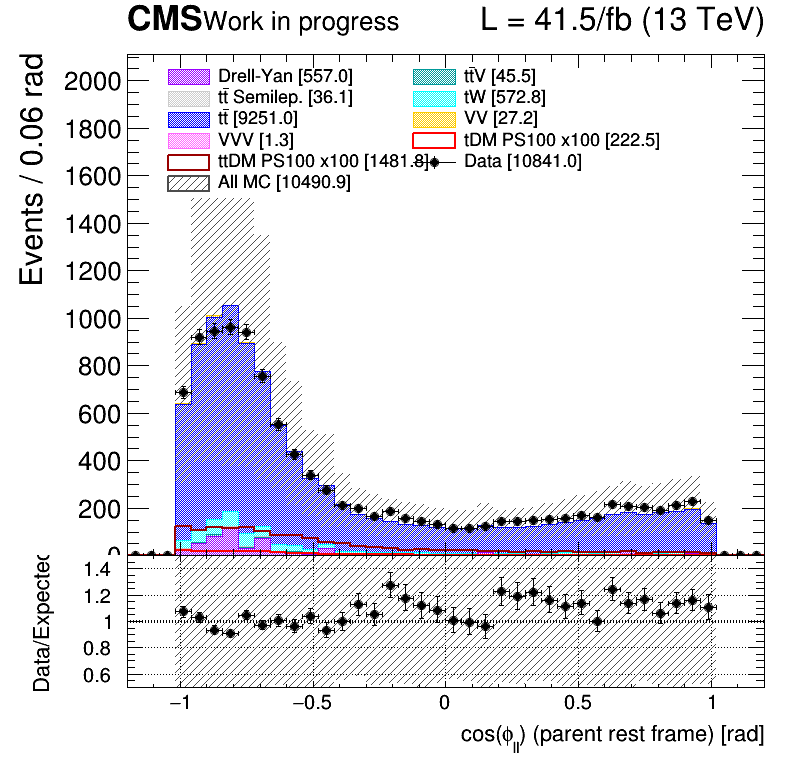 CMS Work in progress L = 41.5/fb (13 TeV)
Events / 0.06 rad
2000
1800
1600
1400
1200
1000
800
600
400
200
0
Drell-Yan [557.0] tt̄V [45.5]
tt̄ Semilep. [36.1] tW [572.8]
tt̄ [9251.0] VV [27.2]
VVV [1.3] tDM PS100 x100 [222.5]
ttDM PS100 x100 [1481.8] Data [10841.0]
All MC [10490.9]
Data/Expected
1.4
1.2
1
0.8
0.6
−1 −0.5 0 0.5 1
cos(ϕ_ll) (parent rest frame) [rad]